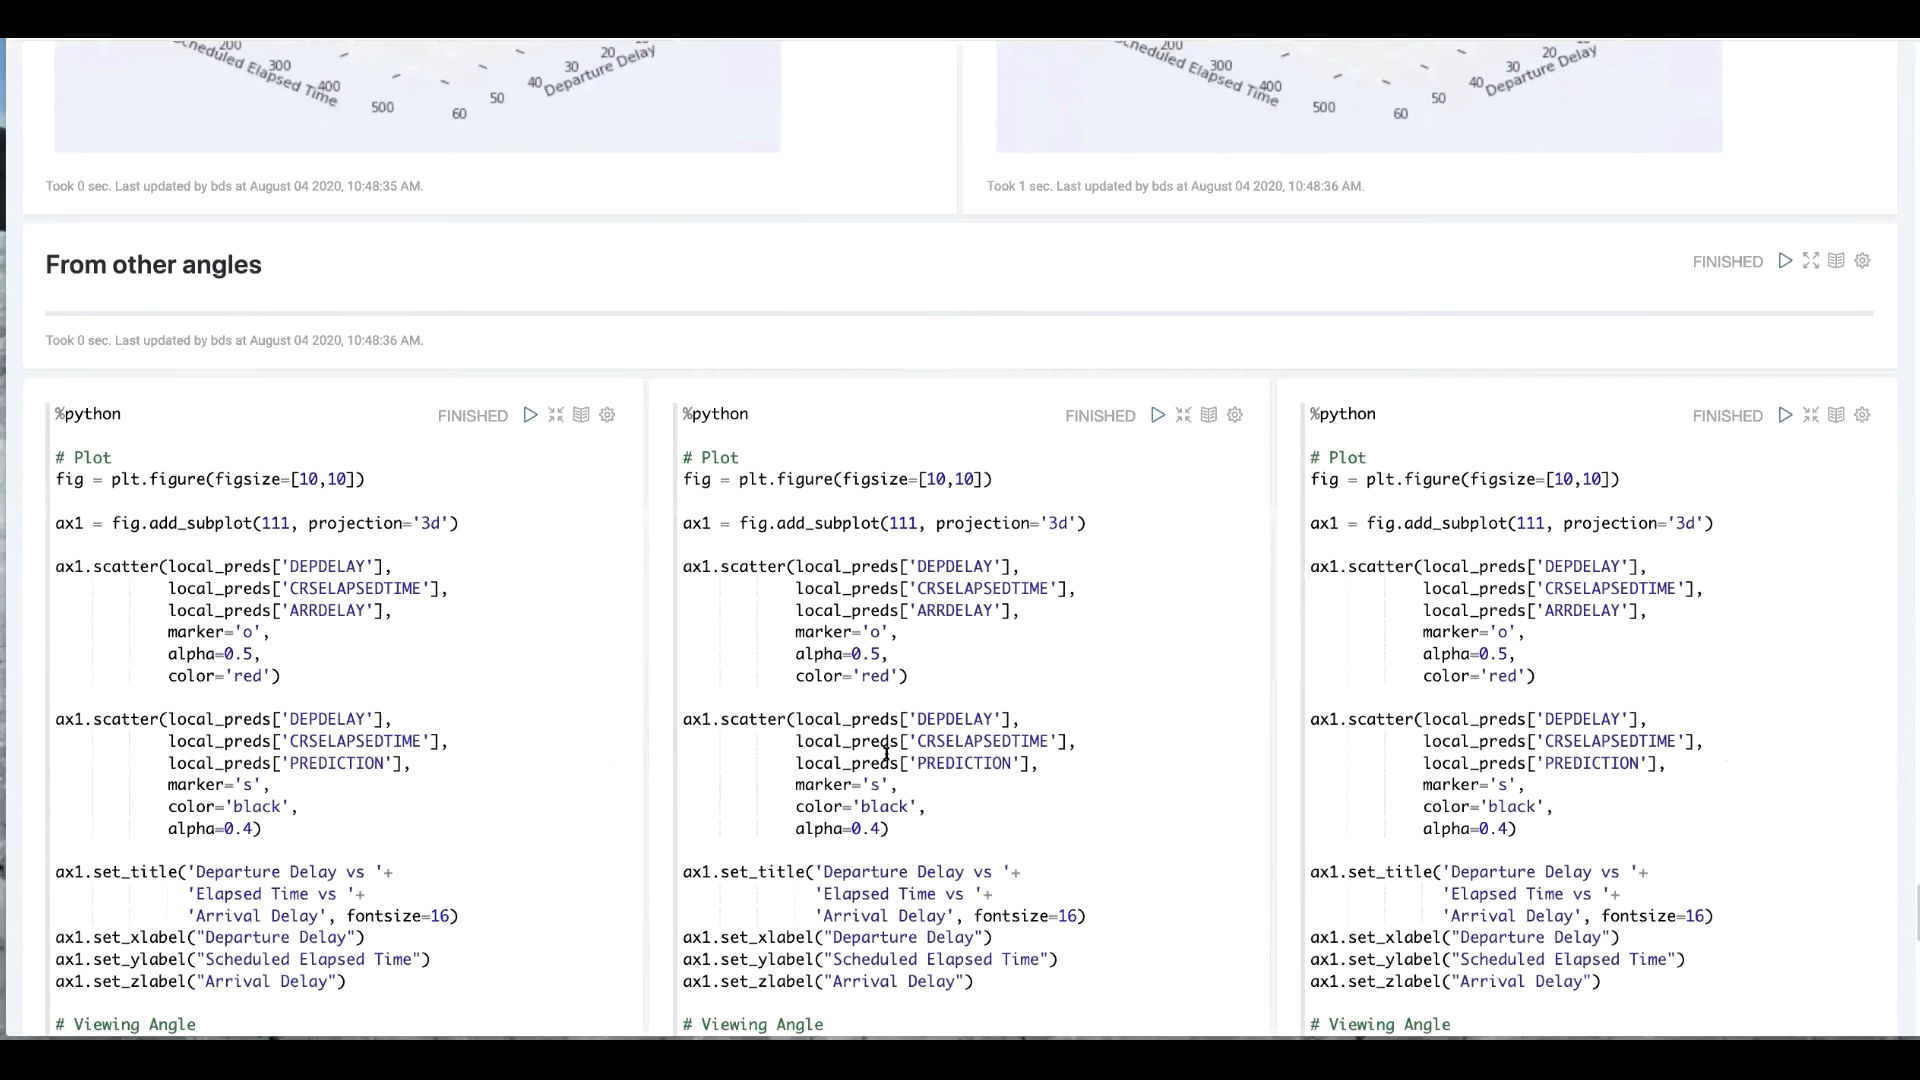 200
300
400
Scheduled Elapsed Time
500
60
50
40
30
20
Departure Delay
200
300
400
Scheduled Elapsed Time
500
60
50
40
30
20
Departure Delay
Took 0 sec. Last updated by bds at August 04 2020, 10:48:35 AM.
Took 1 sec. Last updated by bds at August 04 2020, 10:48:36 AM.
From other angles
FINISHED
Took 0 sec. Last updated by bds at August 04 2020, 10:48:36 AM.
%python
FINISHED
# Plot
fig = plt.figure(figsize=[10,10])
ax1 = fig.add_subplot(111, projection='3d')
ax1.scatter(local_preds['DEPDELAY'],
local_preds['CRSELAPSEDTIME'],
local_preds['ARRDELAY'],
marker='o',
alpha=0.5,
color='red')
ax1.scatter(local_preds['DEPDELAY'],
local_preds['CRSELAPSEDTIME'],
local_preds['PREDICTION'],
marker='s',
color='black',
alpha=0.4)
ax1.set_title('Departure Delay vs '+
'Elapsed Time vs '+
'Arrival Delay', fontsize=16)
ax1.set_xlabel("Departure Delay")
ax1.set_ylabel("Scheduled Elapsed Time")
ax1.set_zlabel("Arrival Delay")
# Viewing Angle
%python
FINISHED
# Plot
fig = plt.figure(figsize=[10,10])
ax1 = fig.add_subplot(111, projection='3d')
ax1.scatter(local_preds['DEPDELAY'],
local_preds['CRSELAPSEDTIME'],
local_preds['ARRDELAY'],
marker='o',
alpha=0.5,
color='red')
ax1.scatter(local_preds['DEPDELAY'],
local_preds['CRSELAPSEDTIME'],
local_preds['PREDICTION'],
marker='s',
color='black',
alpha=0.4)
ax1.set_title('Departure Delay vs '+
'Elapsed Time vs '+
'Arrival Delay', fontsize=16)
ax1.set_xlabel("Departure Delay")
ax1.set_ylabel("Scheduled Elapsed Time")
ax1.set_zlabel("Arrival Delay")
# Viewing Angle
%python
FINISHED
# Plot
fig = plt.figure(figsize=[10,10])
ax1 = fig.add_subplot(111, projection='3d')
ax1.scatter(local_preds['DEPDELAY'],
local_preds['CRSELAPSEDTIME'],
local_preds['ARRDELAY'],
marker='o',
alpha=0.5,
color='red')
ax1.scatter(local_preds['DEPDELAY'],
local_preds['CRSELAPSEDTIME'],
local_preds['PREDICTION'],
marker='s',
color='black',
alpha=0.4)
ax1.set_title('Departure Delay vs '+
'Elapsed Time vs '+
'Arrival Delay', fontsize=16)
ax1.set_xlabel("Departure Delay")
ax1.set_ylabel("Scheduled Elapsed Time")
ax1.set_zlabel("Arrival Delay")
# Viewing Angle